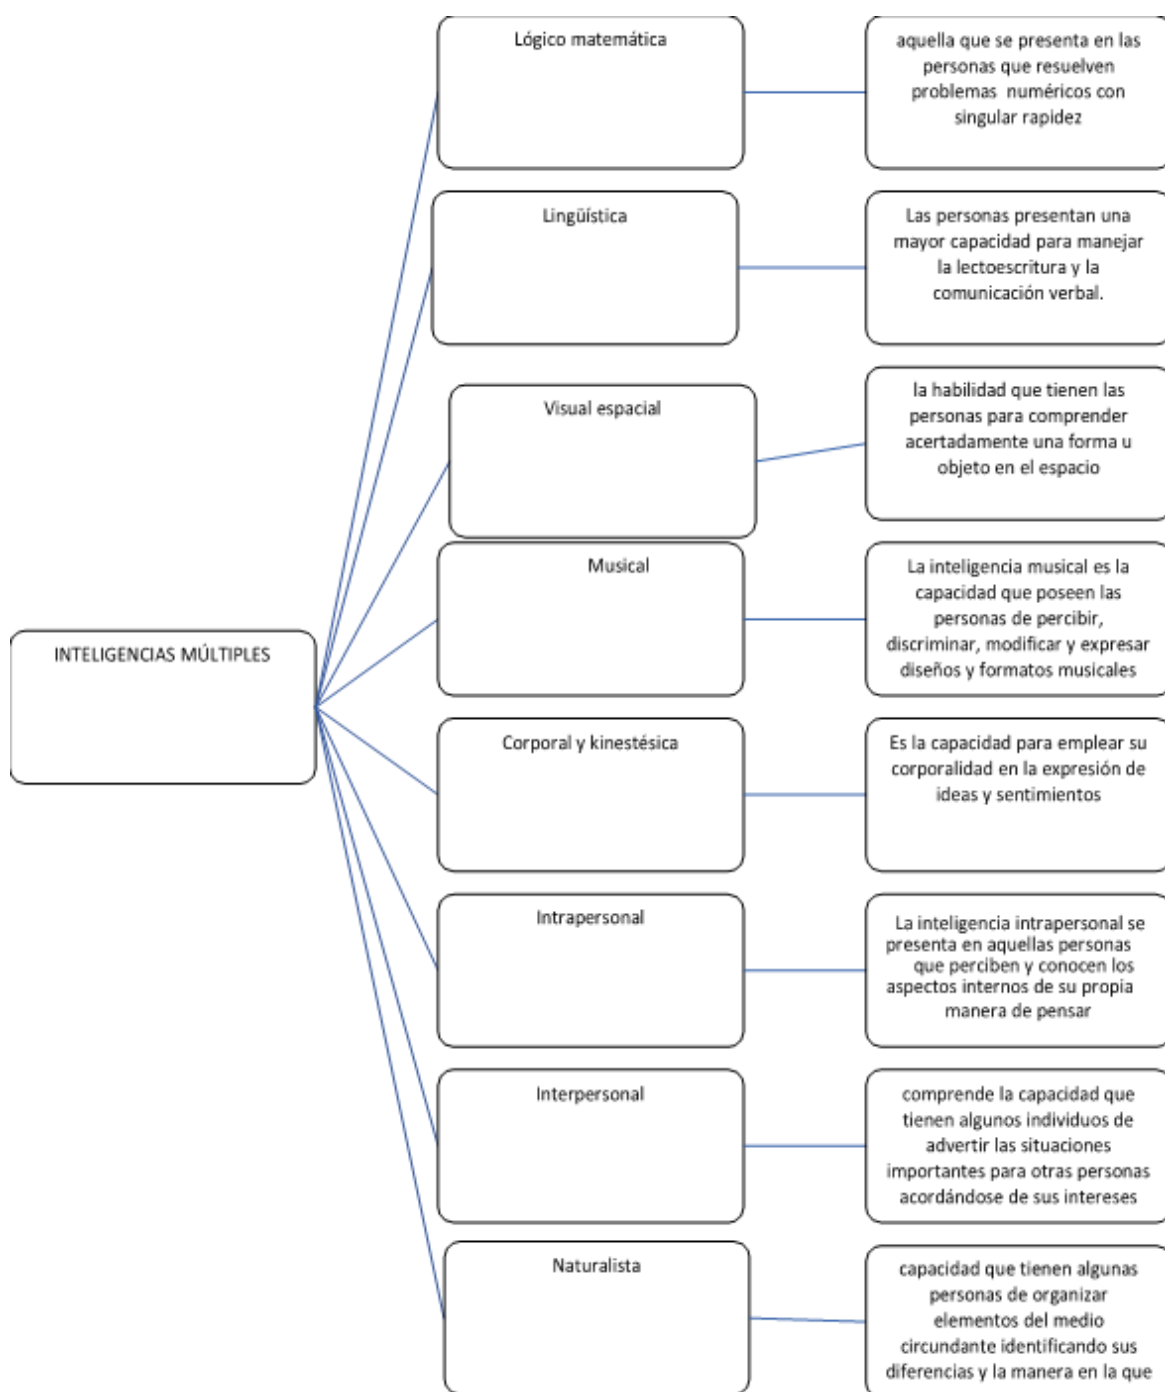 Lógico matemática
aquella que se presenta en las
personas que resuelven
problemas numéricos con
singular rapidez
Lingüística
Las personas presentan una
mayor capacidad para manejar
la lectoescritura y la
comunicación verbal.
Visual espacial
la habilidad que tienen las
personas para comprender
acertadamente una forma u
objeto en el espacio
Musical
La inteligencia musical es la
capacidad que poseen las
personas de percibir,
discriminar, modificar y expresar
diseños y formatos musicales
INTELIGENCIAS MÚLTIPLES
Corporal y kinestésica
Es la capacidad para emplear su
corporalidad en la expresión de
ideas y sentimientos
Intrapersonal
La inteligencia intrapersonal se
presenta en aquellas personas
que perciben y conocen los
aspectos internos de su propia
manera de pensar
Interpersonal
comprende la capacidad que
tienen algunos individuos de
advertir las situaciones
importantes para otras personas
acordándose de sus intereses
Naturalista
capacidad que tienen algunas
personas de organizar
elementos del medio
circundante identificando sus
diferencias y la manera en la que